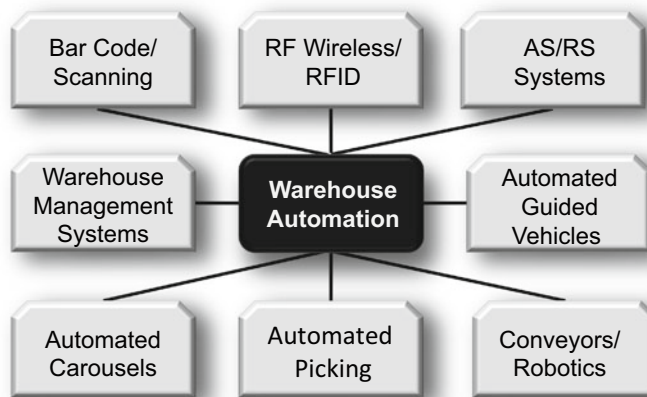 Bar Code/
Scanning
RF Wireless/
RFID
AS/RS
Systems
Warehouse
Management
Systems
Warehouse
Automation
Automated
Guided
Vehicles
Automated
Carousels
Automated
Picking
Conveyors/
Robotics